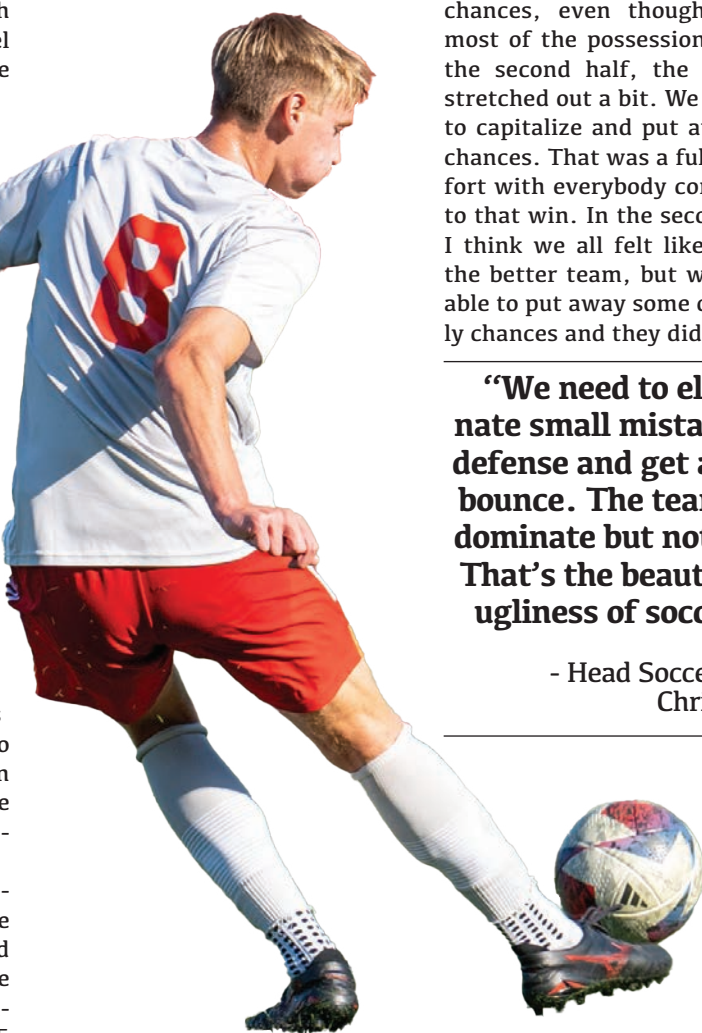 h
el
e
o
n
e
-
-
e
d
e
-
8
chances, even though
most of the possession
the second half, the
stretched out a bit. We
to capitalize and put a
chances. That was a ful
fort with everybody co
to that win. In the seco
I think we all felt like
the better team, but w
able to put away some
ly chances and they did
“We need to el
nate small mista
defense and get a
bounce. The tea
dominate but not
That’s the beaut
ugliness of socc
- Head Socce
Chri